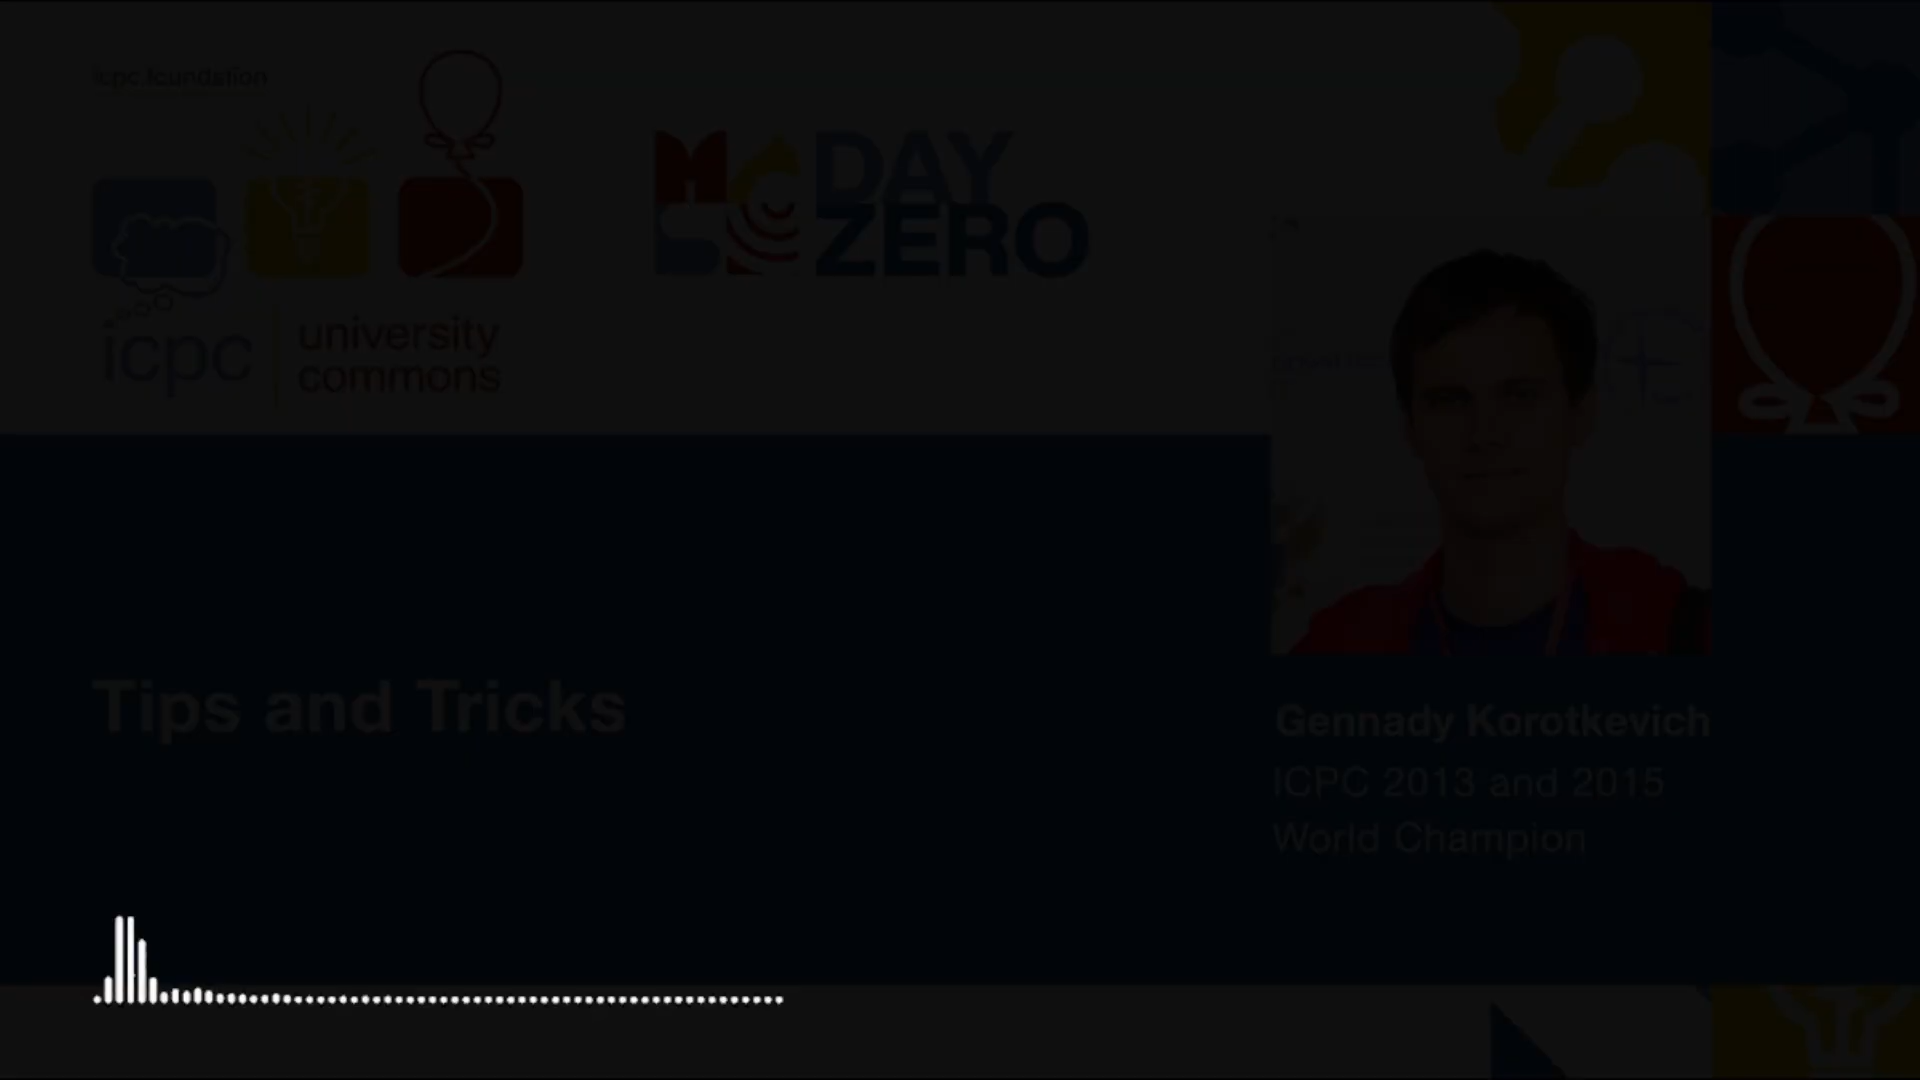 icpc.foundation
DAY
ZERO
icpc
university
commons
Tips and Tricks
Gennady Korotkevich
ICPC 2013 and 2015
World Champion